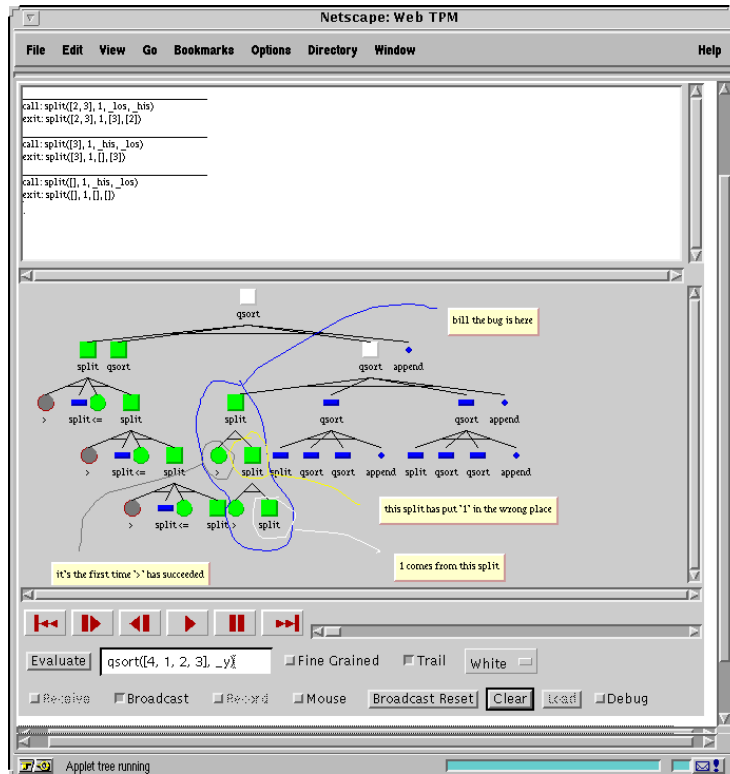 Netscape: Web TPM
File Edit View Go Bookmarks Options Directory Window Help
call: split([2, 3], 1, _los, _his)
exit: split([2, 3], 1, [3], [2])
call: split([3], 1, _his, _los)
exit: split([3], 1, [], [3])
call: split([], 1, _his, _los)
exit: split([], 1, [], [])
qsort
bill the bug is here
split qsort qsort append
> split <= split split qsort qsort append
> split <= split > split split qsort qsort append split qsort qsort append
this split has put '1' in the wrong place
> split <= split > split
1 comes from this split
it's the first time '>' has succeeded
Evaluate qsort([4, 1, 2, 3], _y) Fine Grained Trail White
Receive Broadcast Record Mouse Broadcast Reset Clear Load Debug
Applet tree running